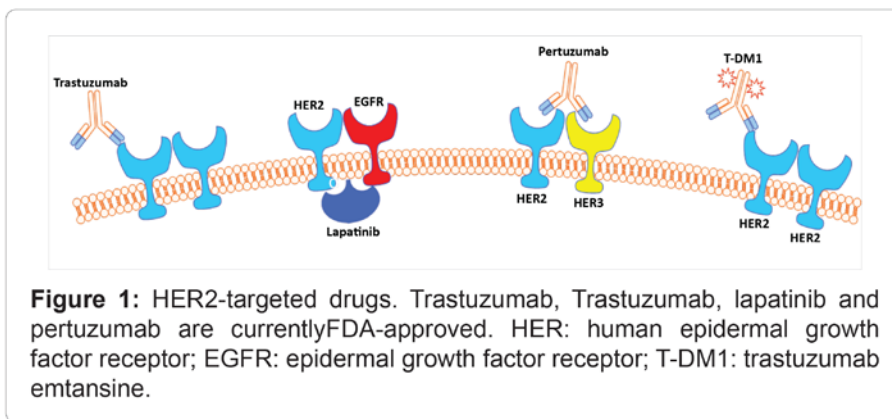 Trastuzumab
HER2
EGFR
Lapatinib
Pertuzumab
HER2
HER3
T-DM1
HER2
HER2
Figure 1: HER2-targeted drugs. Trastuzumab, Trastuzumab, lapatinib and
pertuzumab are currentlyFDA-approved. HER: human epidermal growth
factor receptor; EGFR: epidermal growth factor receptor; T-DM1: trastuzumab
emtansine.